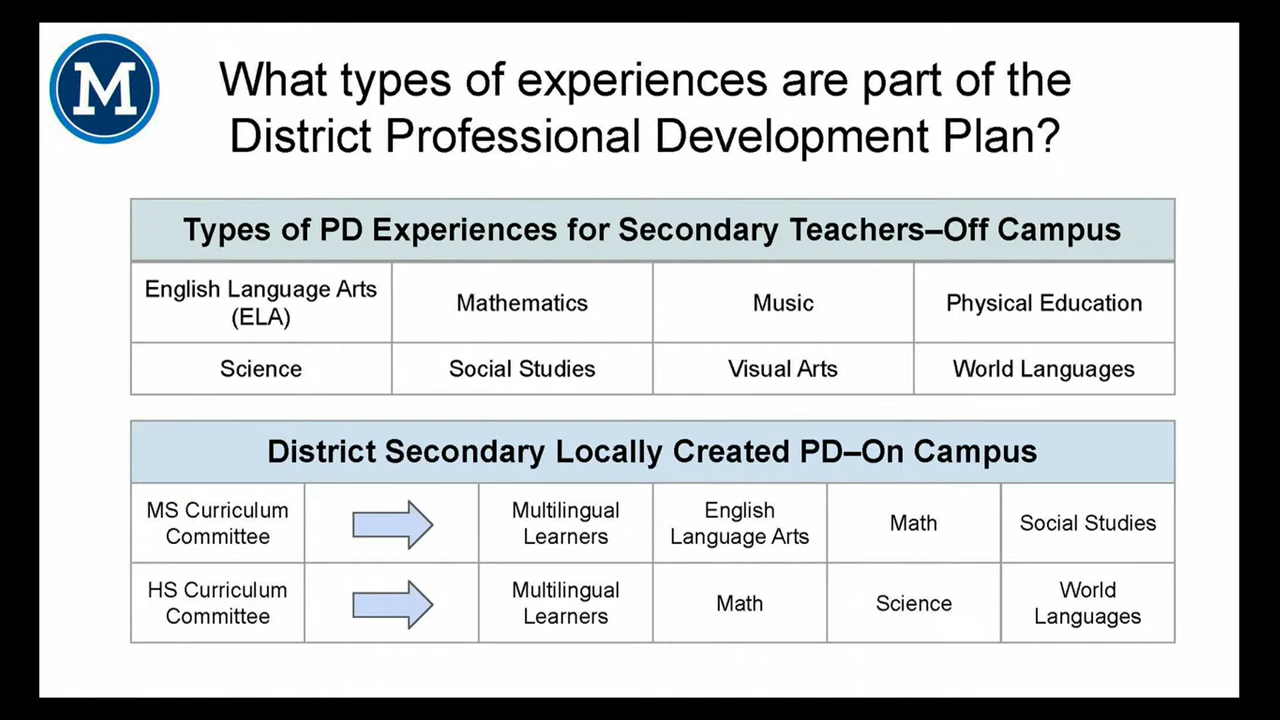 M
What types of experiences are part of the
District Professional Development Plan?
Types of PD Experiences for Secondary Teachers–Off Campus
English Language Arts
(ELA)
Mathematics
Music
Physical Education
Science
Social Studies
Visual Arts
World Languages
District Secondary Locally Created PD–On Campus
MS Curriculum
Committee
Multilingual
Learners
English
Language Arts
Math
Social Studies
HS Curriculum
Committee
Multilingual
Learners
Math
Science
World
Languages